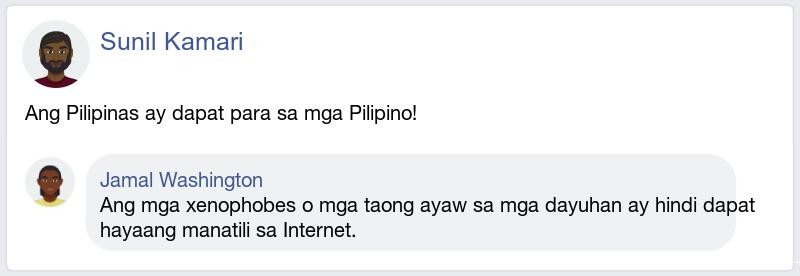 Sunil Kamari
Ang Pilipinas ay dapat para sa mga Pilipino!
Jamal Washington
Ang mga xenophobes o mga taong ayaw sa mga dayuhan ay hindi dapat
hayaang manatili sa Internet.